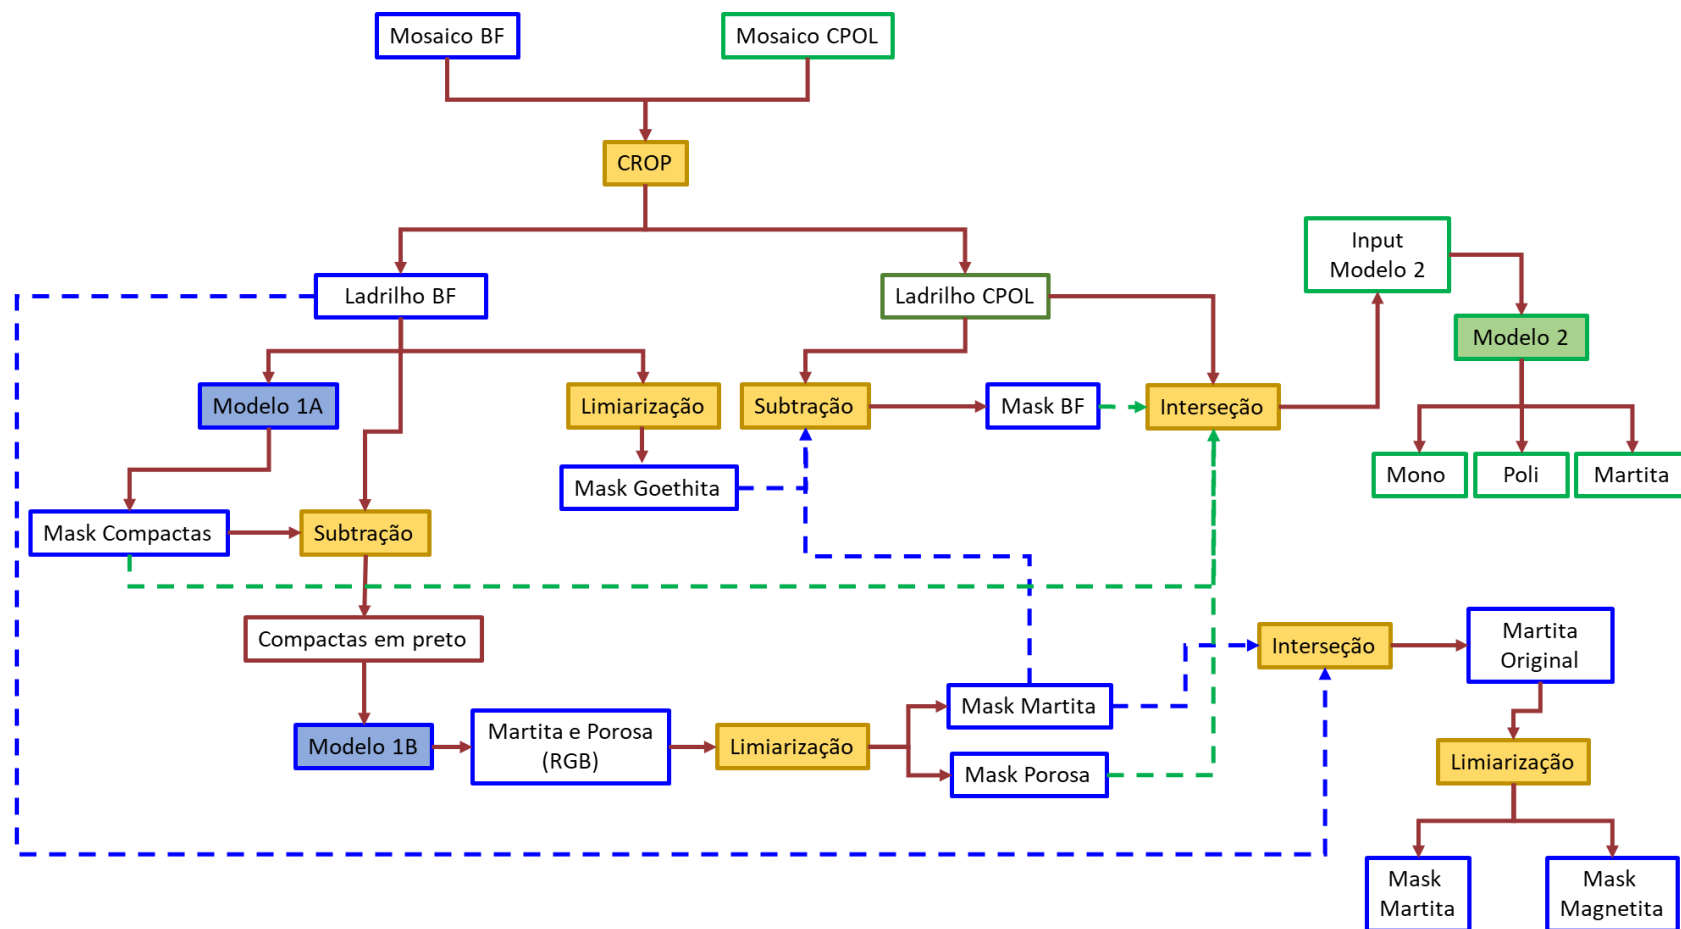 Mosaico BF
Mosaico CPOL
CROP
Input
Modelo 2
Ladrilho BF
Ladrilho CPOL
Modelo 2
Modelo 1A
Limiarização
Subtração
Mask BF
Interseção
Mono
Poli
Martita
Mask Goethita
Mask Compactas
Subtração
Compactas em preto
Interseção
Martita
Original
Mask Martita
Modelo 1B
Martita e Porosa
(RGB)
Limiarização
Mask Porosa
Limiarização
Mask
Martita
Mask
Magnetita